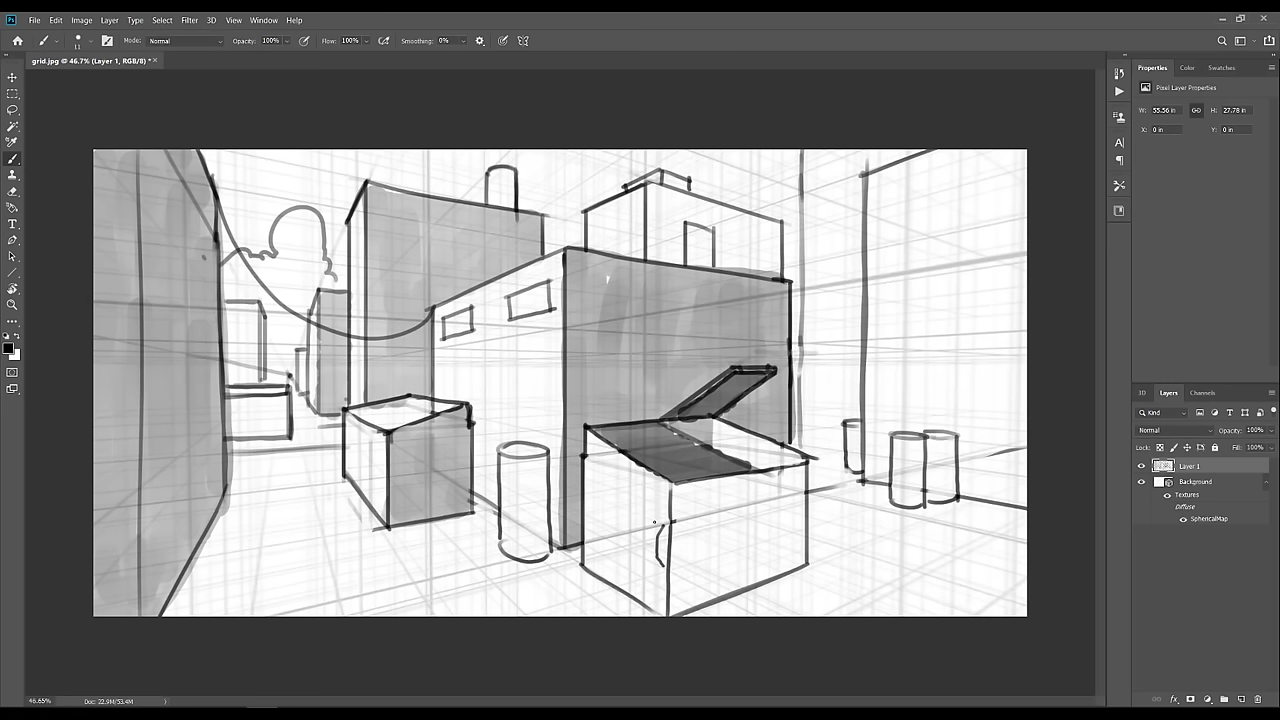 Ps File Edit Image Layer Type Select Filter 3D View Window Help
11 Mode: Normal Opacity: 100% Flow: 100% Smoothing: 0%
grid.jpg @ 46.7% (Layer 1, RGB/8) * ×
Properties Color Swatches
Pixel Layer Properties
W: 55.56 in H: 27.78 in
X: 0 in Y: 0 in
3D Layers Channels
Kind
Normal Opacity: 100%
Lock: Fill: 100%
Layer 1
Background
Textures
Diffuse
SphericalMap
46.65% Doc: 22.9M/53.4M